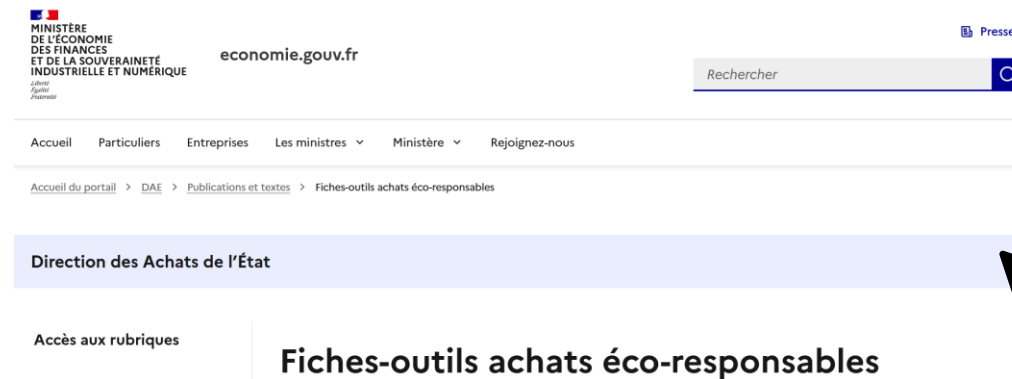 MINISTÈRE
DE L'ÉCONOMIE
DES FINANCES
ET DE LA SOUVERAINETÉ
INDUSTRIELLE ET NUMÉRIQUE
Liberté
Égalité
Fraternité
economie.gouv.fr
Presse
Rechercher
Accueil Particuliers Entreprises Les ministres Ministère Rejoignez-nous
Accueil du portail > DAE > Publications et textes > Fiches-outils achats éco-responsables
Direction des Achats de l'État
Accès aux rubriques
Fiches-outils achats éco-responsables